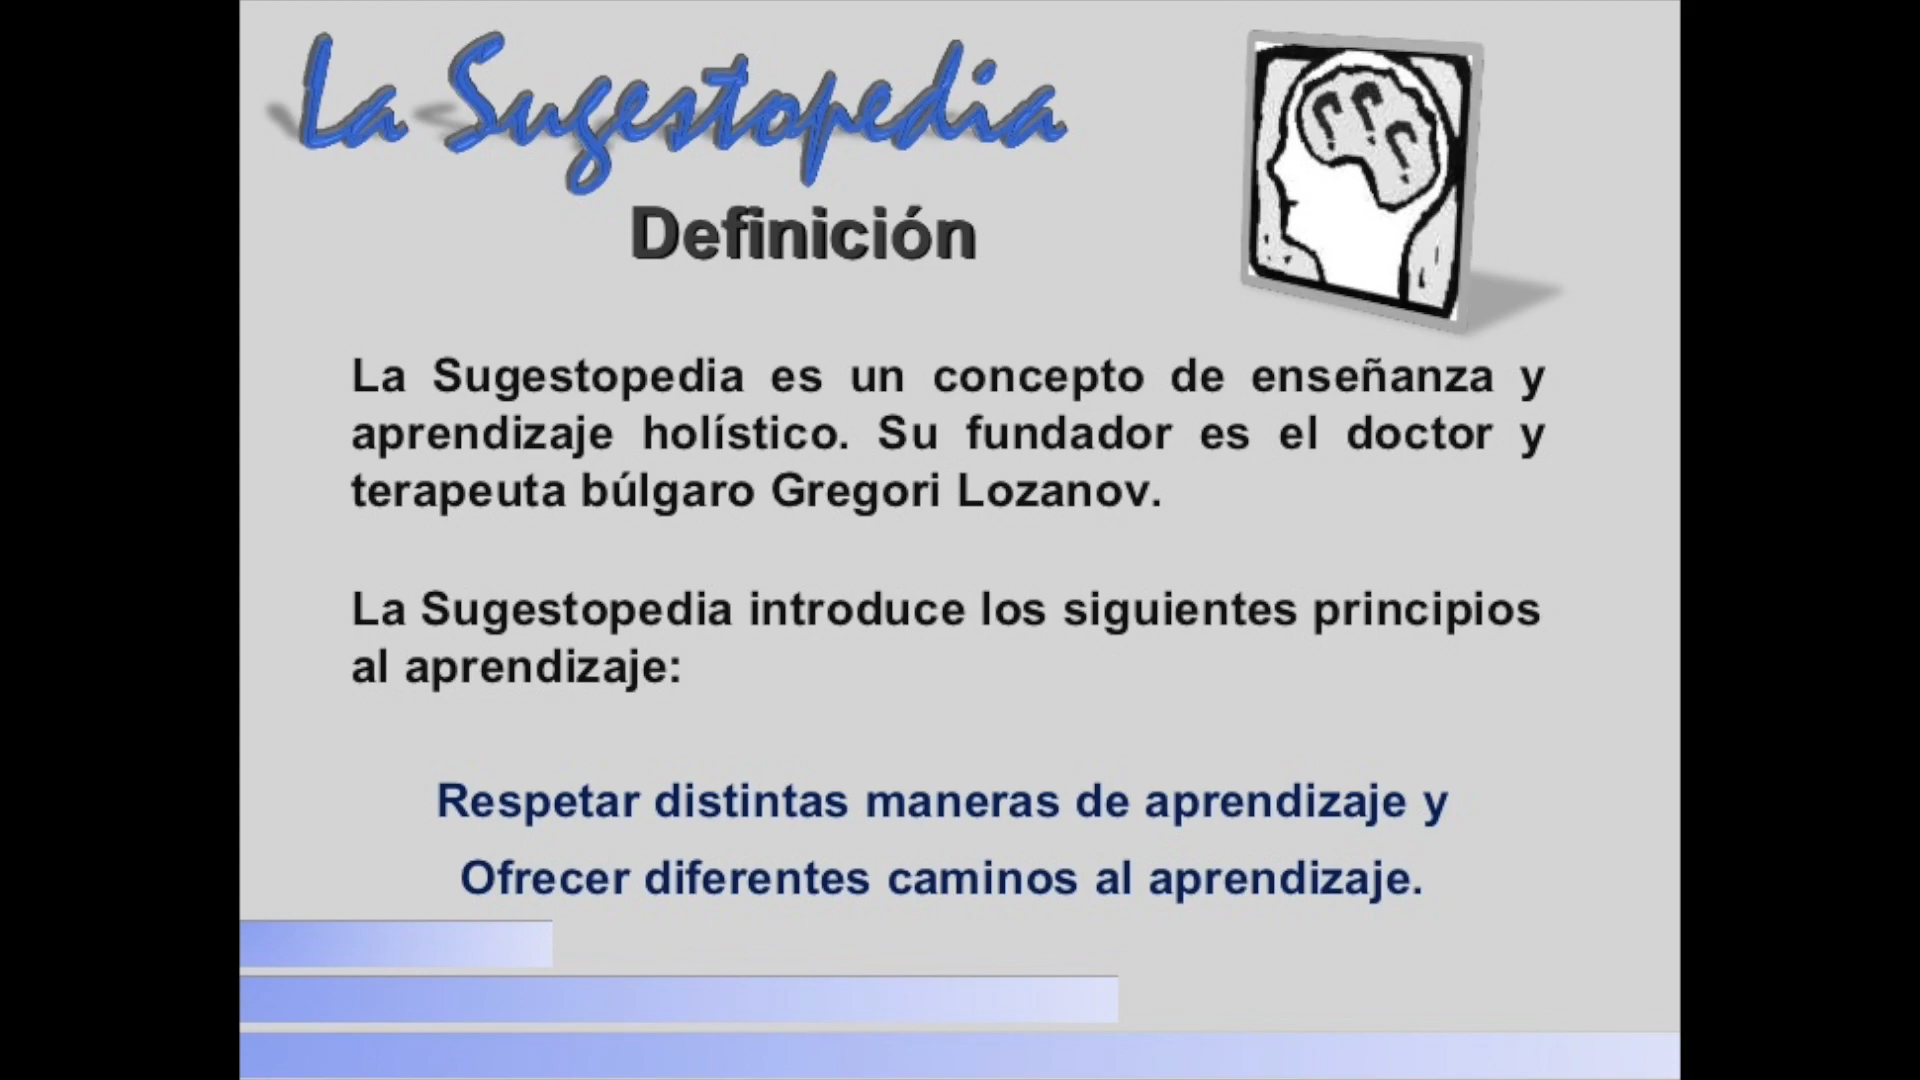 La Sugestopedia
Definición
La Sugestopedia es un concepto de enseñanza y
aprendizaje holístico. Su fundador es el doctor y
terapeuta búlgaro Gregori Lozanov.
La Sugestopedia introduce los siguientes principios
al aprendizaje:
Respetar distintas maneras de aprendizaje y
Ofrecer diferentes caminos al aprendizaje.